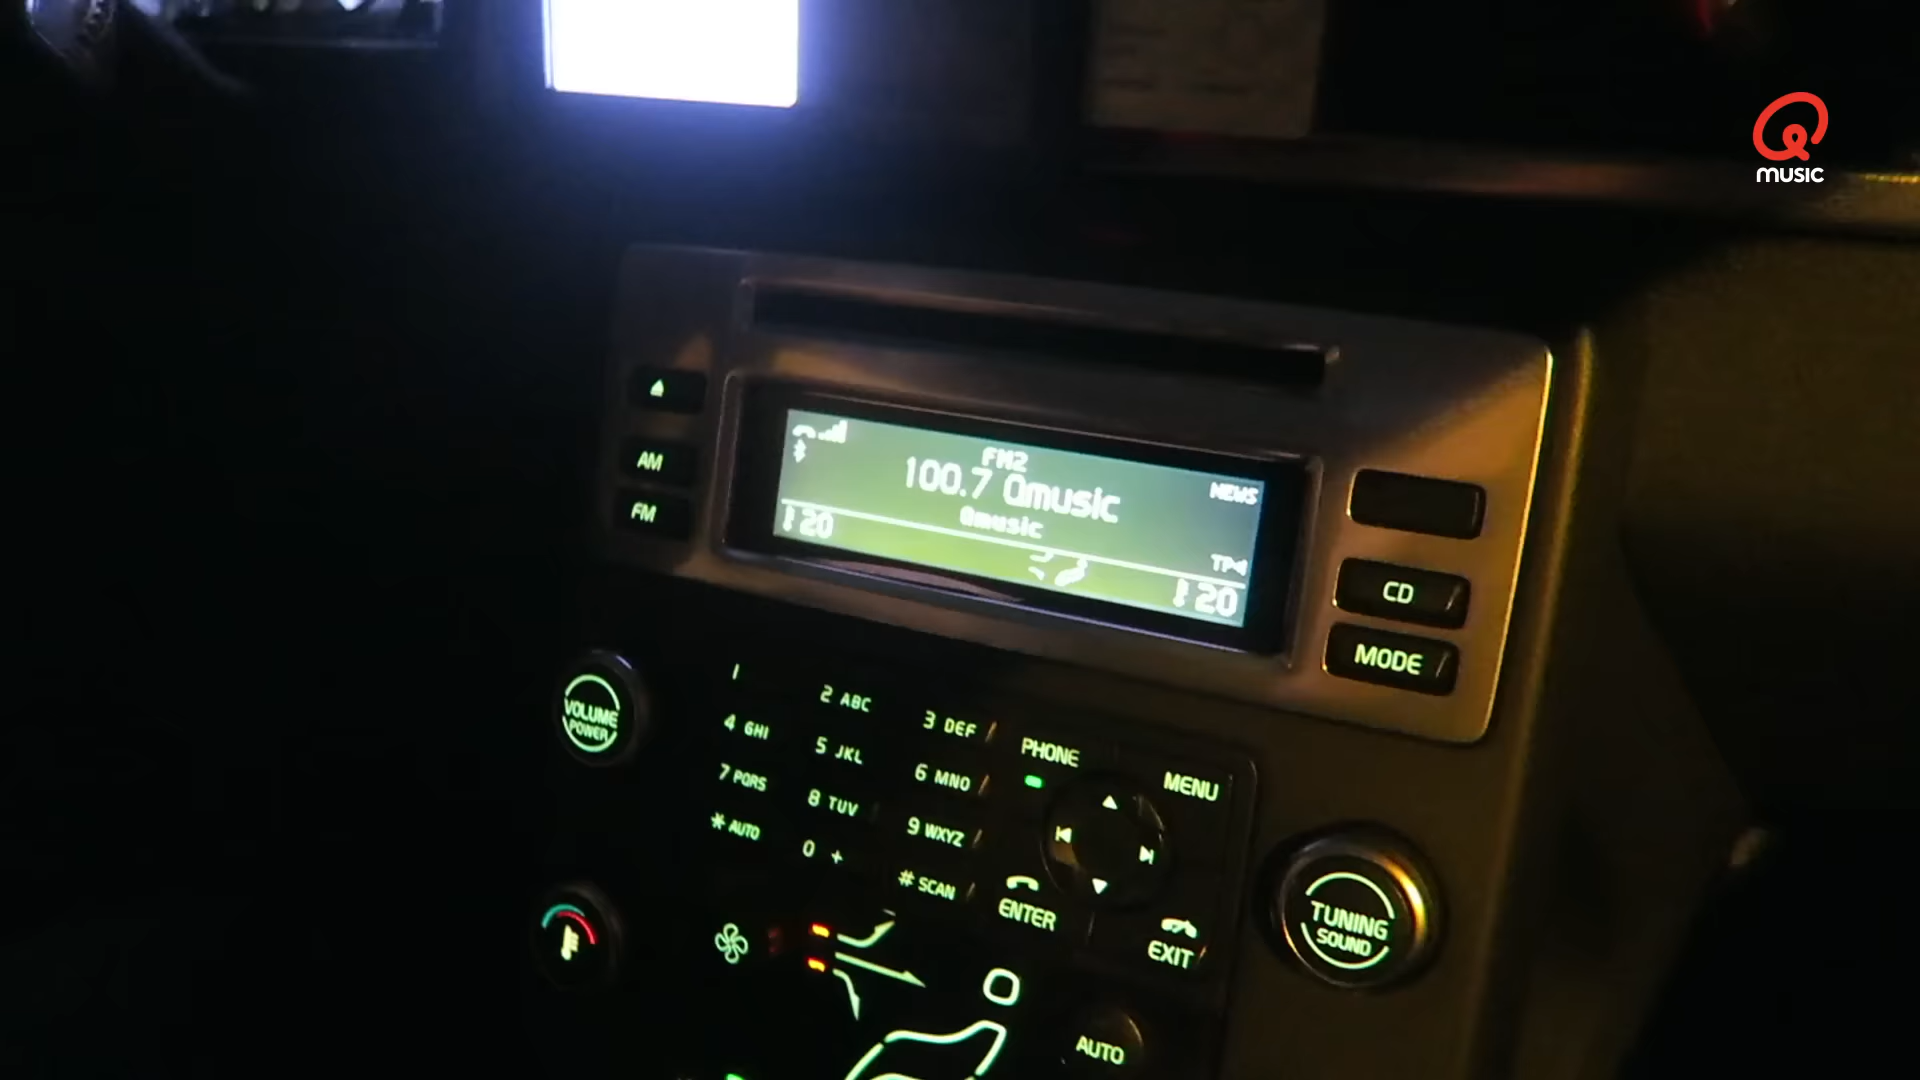 MUSIC
FM2
100.7 Qmusic
NEWS
Qmusic
20
TP
20
AM
FM
CD
MODE
VOLUME
POWER
1
2 ABC
3 DEF
4 GHI
5 JKL
6 MNO
7 PQRS
8 TUV
9 WXYZ
* AUTO
0 +
# SCAN
PHONE
MENU
ENTER
EXIT
TUNING
SOUND
AUTO